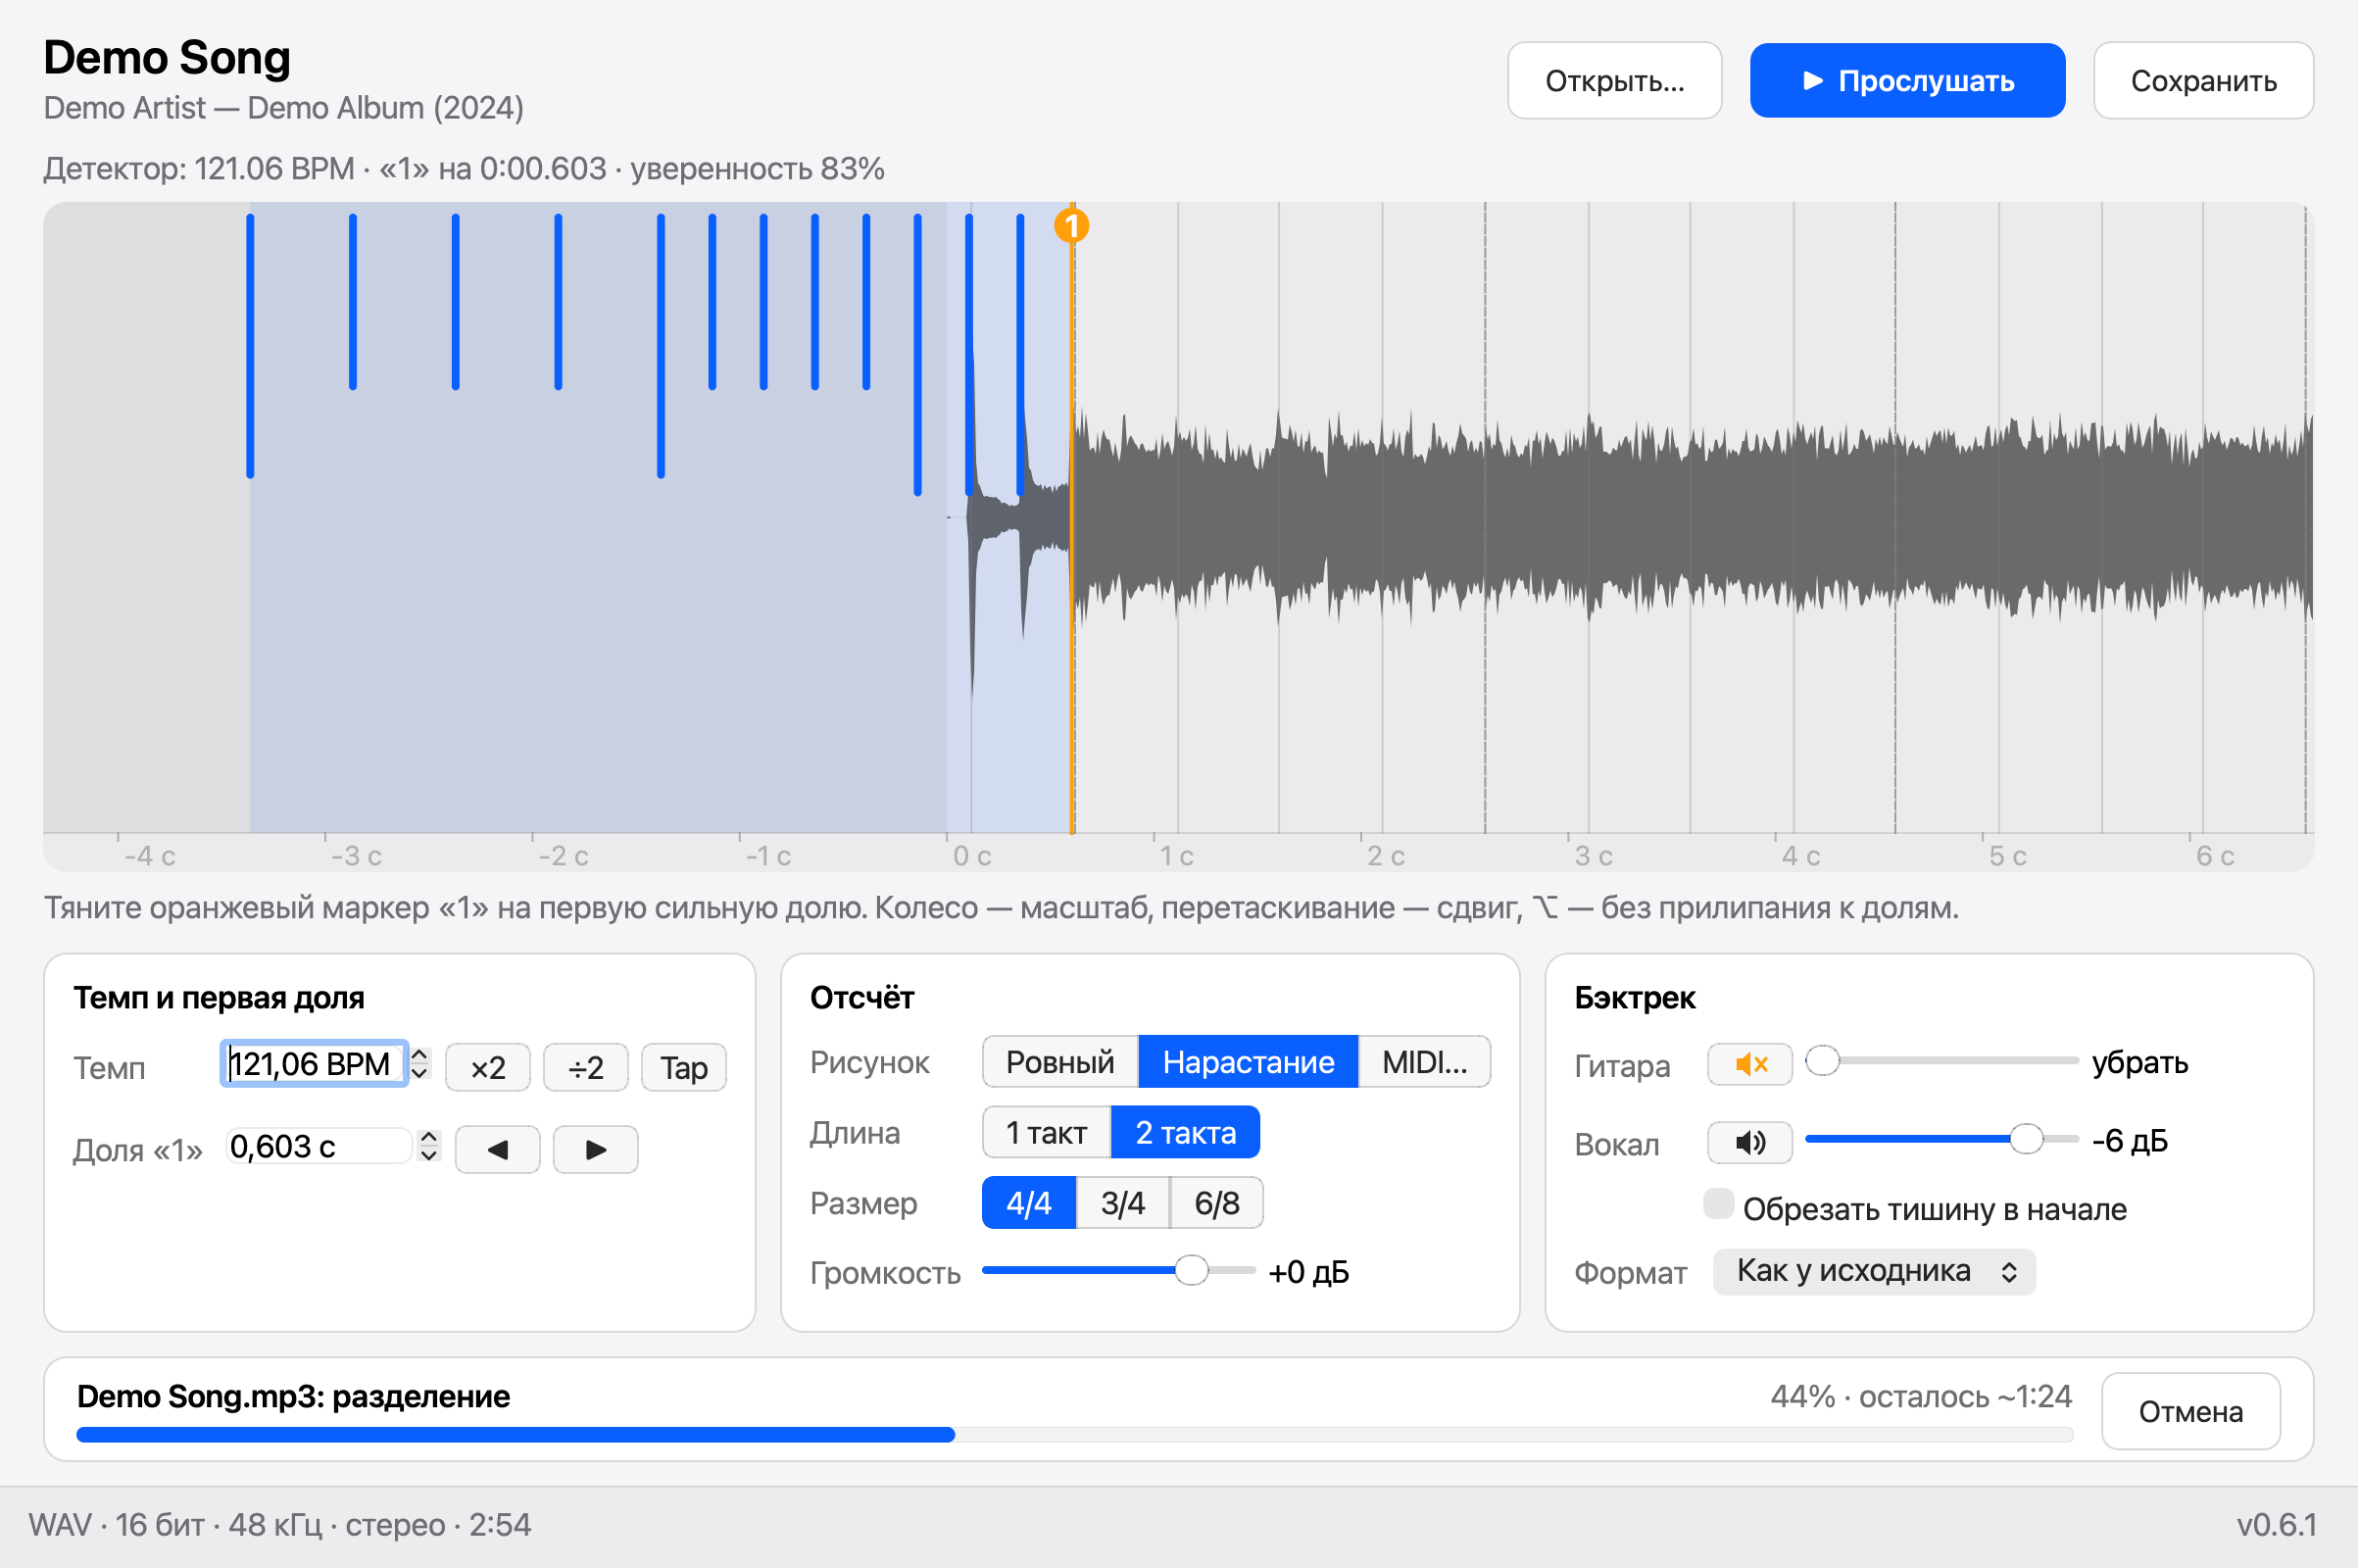 Demo Song
Demo Artist — Demo Album (2024)
Открыть...
Прослушать
Сохранить
Детектор: 121.06 BPM · «1» на 0:00.603 · уверенность 83%
1
-4 с
-3 с
-2 с
-1 с
0 с
1 с
2 с
3 с
4 с
5 с
6 с
Тяните оранжевый маркер «1» на первую сильную долю. Колесо — масштаб, перетаскивание — сдвиг, ⌥ — без прилипания к долям.
Темп и первая доля
Темп 121,06 BPM ×2 ÷2 Tap
Доля «1» 0,603 с
Отсчёт
Рисунок Ровный Нарастание MIDI...
Длина 1 такт 2 такта
Размер 4/4 3/4 6/8
Громкость +0 дБ
Бэктрек
Гитара убрать
Вокал -6 дБ
Обрезать тишину в начале
Формат Как у исходника
Demo Song.mp3: разделение
44% · осталось ~1:24
Отмена
WAV · 16 бит · 48 кГц · стерео · 2:54
v0.6.1